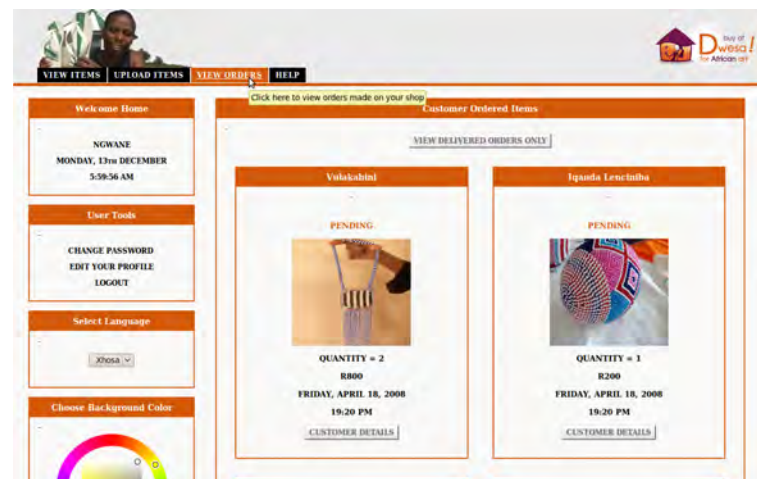 buy at
Dwesa!
for African art
VIEW ITEMS
UPLOAD ITEMS
VIEW ORDERS
HELP
Click here to view orders made on your shop
Welcome Home
NGWANE
MONDAY, 13TH DECEMBER
5:59:56 AM
User Tools
CHANGE PASSWORD
EDIT YOUR PROFILE
LOGOUT
Select Language
Xhosa
Choose Background Color
Customer Ordered Items
VIEW DELIVERED ORDERS ONLY
Vulakabini
PENDING
QUANTITY = 2
R800
FRIDAY, APRIL 18, 2008
19:20 PM
CUSTOMER DETAILS
Iqanda Lenciniba
PENDING
QUANTITY = 1
R200
FRIDAY, APRIL 18, 2008
19:20 PM
CUSTOMER DETAILS